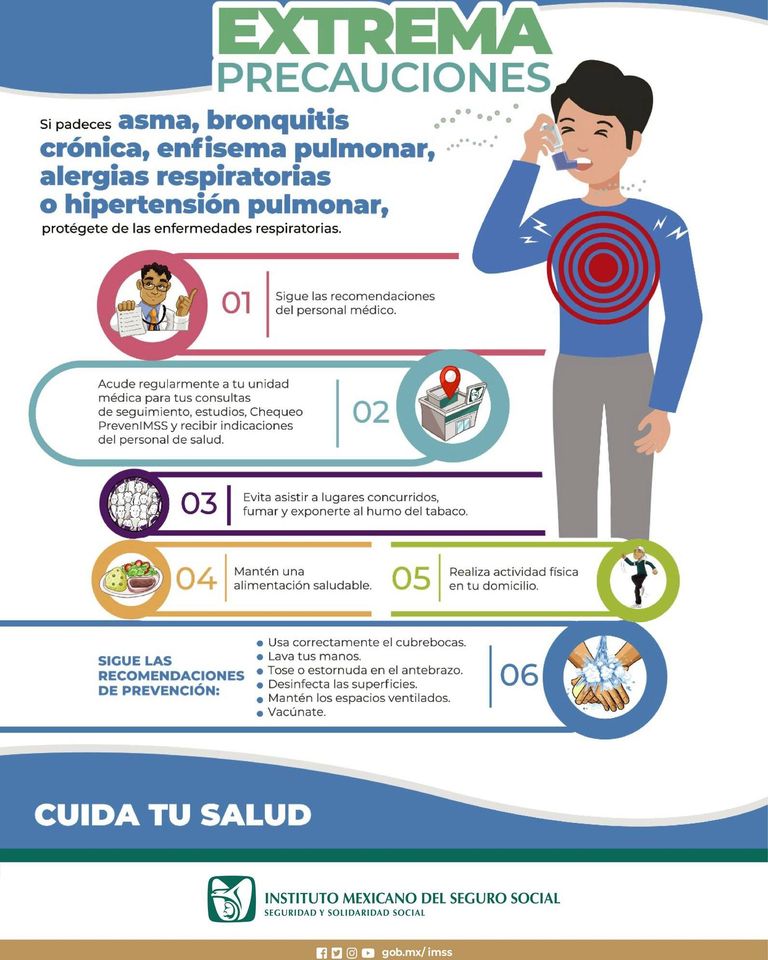 EXTREMA
PRECAUCIONES
Si padeces asma, bronquitis
crónica, enfisema pulmonar,
alergias respiratorias
o hipertensión pulmonar,
protégete de las enfermedades respiratorias.
01
Sigue las recomendaciones
del personal médico.
Acude regularmente a tu unidad
médica para tus consultas
de seguimiento, estudios, Chequeo
PrevenIMSS y recibir indicaciones
del personal de salud.
02
03
Evita asistir a lugares concurridos,
fumar y exponerte al humo del tabaco.
04
Mantén una
alimentación saludable.
05
Realiza actividad física
en tu domicilio.
SIGUE LAS
RECOMENDACIONES
DE PREVENCIÓN:
• Usa correctamente el cubrebocas.
• Lava tus manos.
• Tose o estornuda en el antebrazo.
• Desinfecta las superficies.
• Mantén los espacios ventilados.
• Vacúnate.
06
CUIDA TU SALUD
INSTITUTO MEXICANO DEL SEGURO SOCIAL
SEGURIDAD Y SOLIDARIDAD SOCIAL
gob.mx/imss